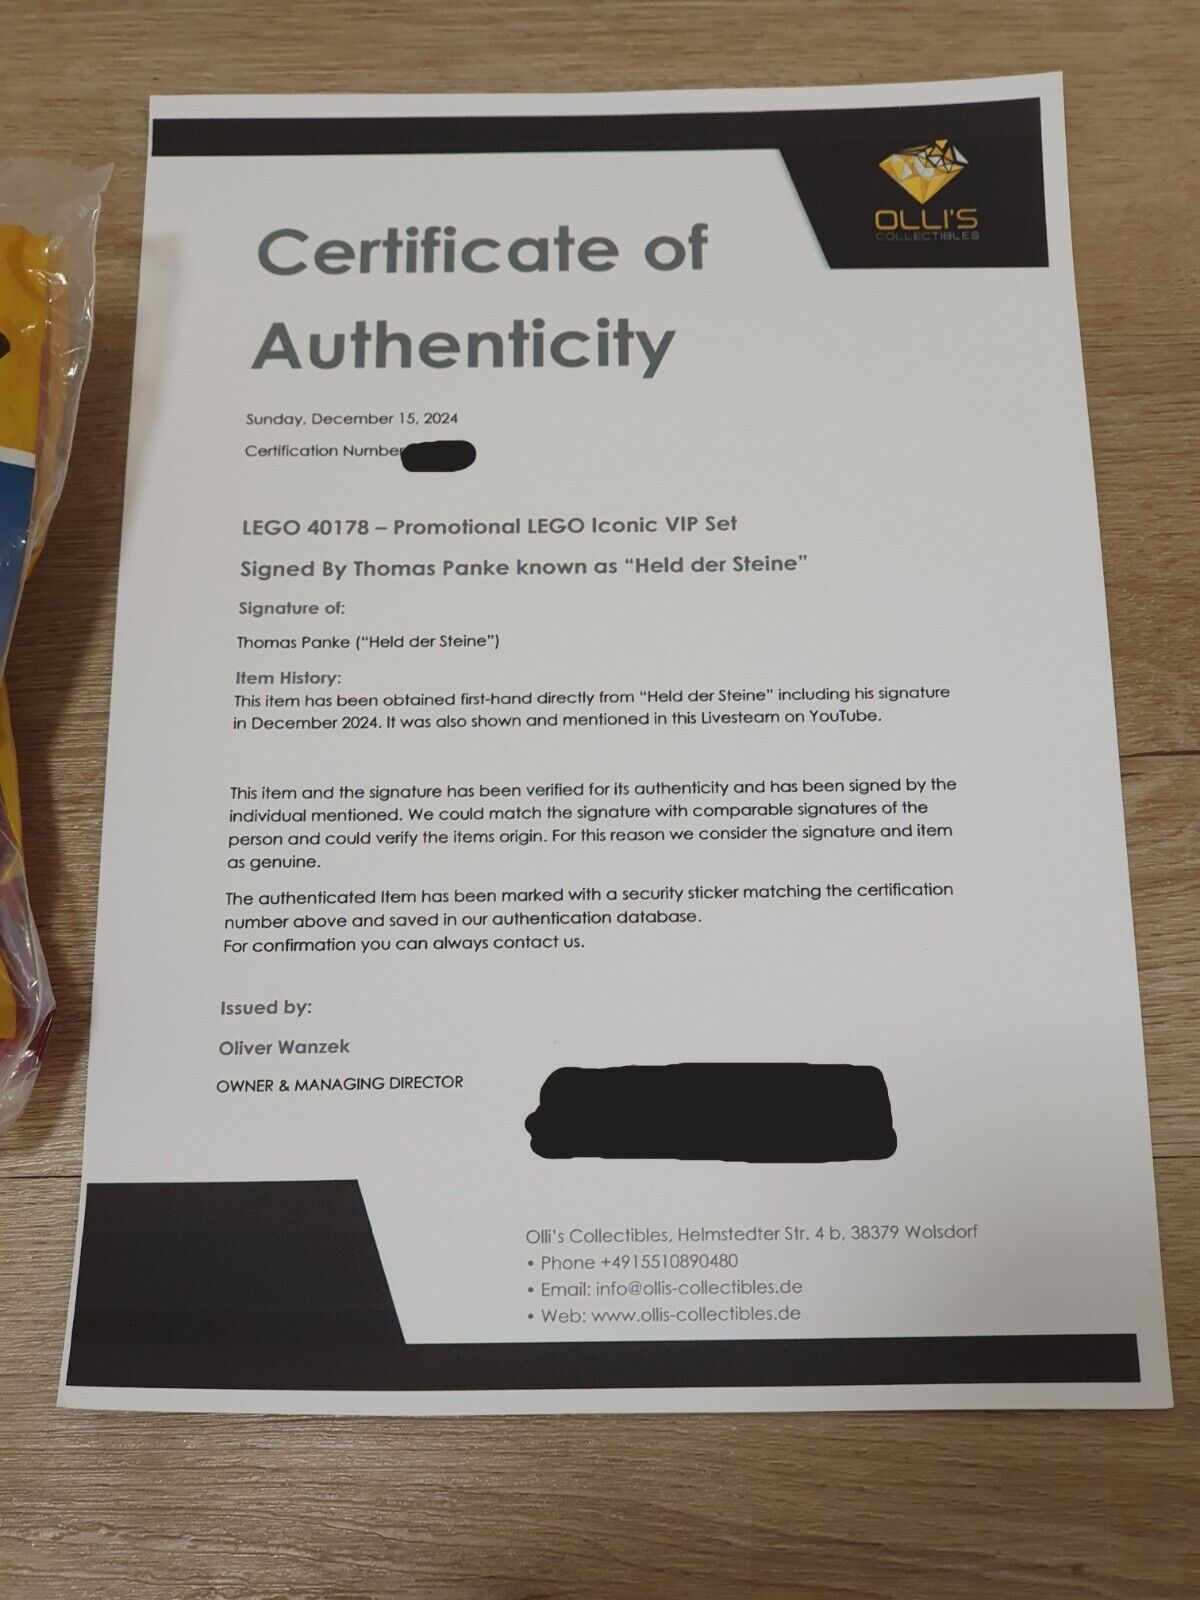 OLLI'S
COLLECTIBLES
Certificate of
Authenticity
Sunday, December 15, 2024
Certification Number
LEGO 40178 – Promotional LEGO Iconic VIP Set
Signed By Thomas Panke known as “Held der Steine”
Signature of:
Thomas Panke (“Held der Steine”)
Item History:
This item has been obtained first-hand directly from “Held der Steine” including his signature
in December 2024. It was also shown and mentioned in this Livesteam on YouTube.
This item and the signature has been verified for its authenticity and has been signed by the
individual mentioned. We could match the signature with comparable signatures of the
person and could verify the items origin. For this reason we consider the signature and item
as genuine.
The authenticated Item has been marked with a security sticker matching the certification
number above and saved in our authentication database.
For confirmation you can always contact us.
Issued by:
Oliver Wanzek
OWNER & MANAGING DIRECTOR
Olli's Collectibles, Helmstedter Str. 4 b, 38379 Wolsdorf
• Phone +4915510890480
• Email: info@ollis-collectibles.de
• Web: www.ollis-collectibles.de